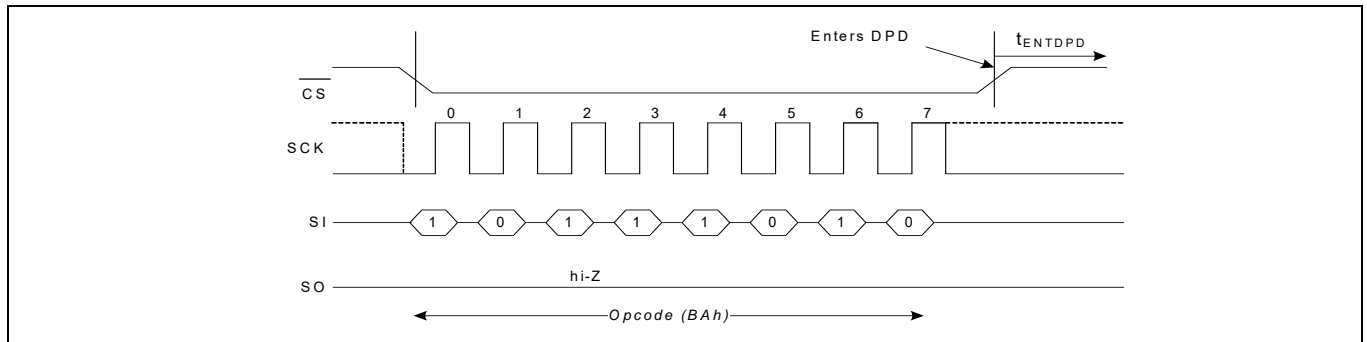 Enters DPD
tENTDPD
CS
0 1 2 3 4 5 6 7
SCK
SI 1 0 1 1 1 0 1 0
hi-Z
SO
Opcode (BAh)